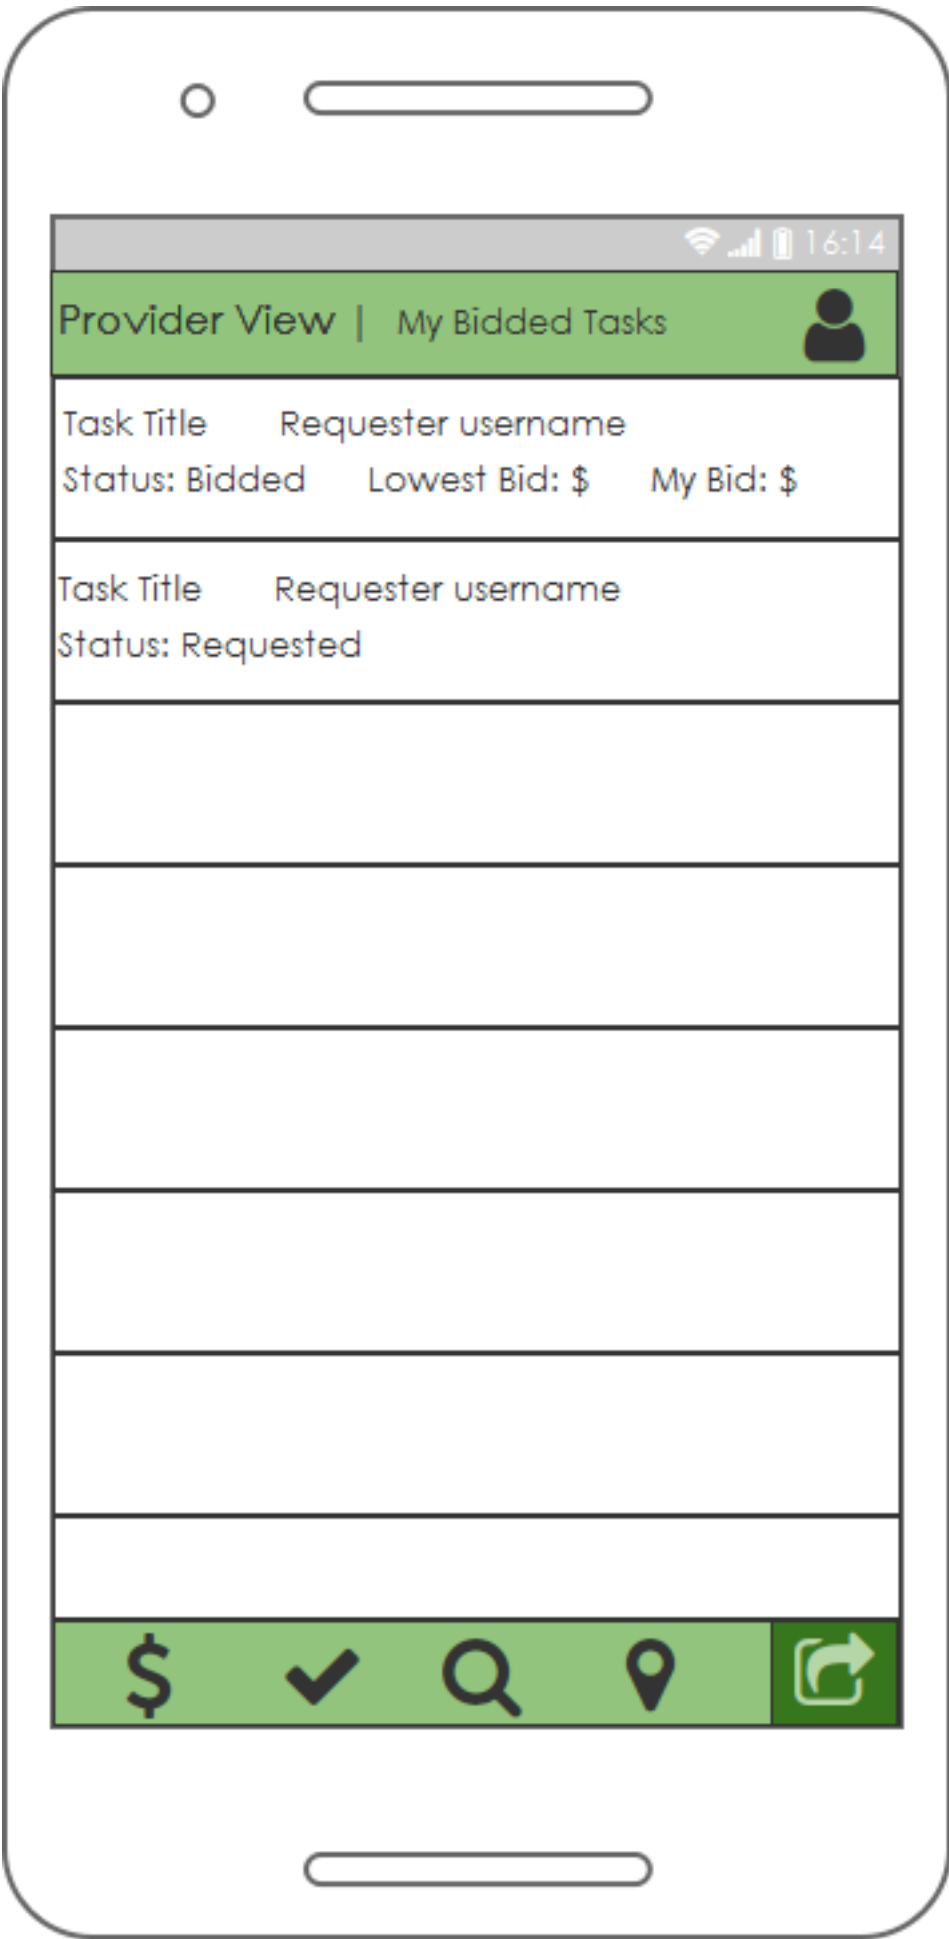 16:14
Provider View | My Bidded Tasks
Task Title Requester username
Status: Bidded Lowest Bid: $ My Bid: $
Task Title Requester username
Status: Requested
$